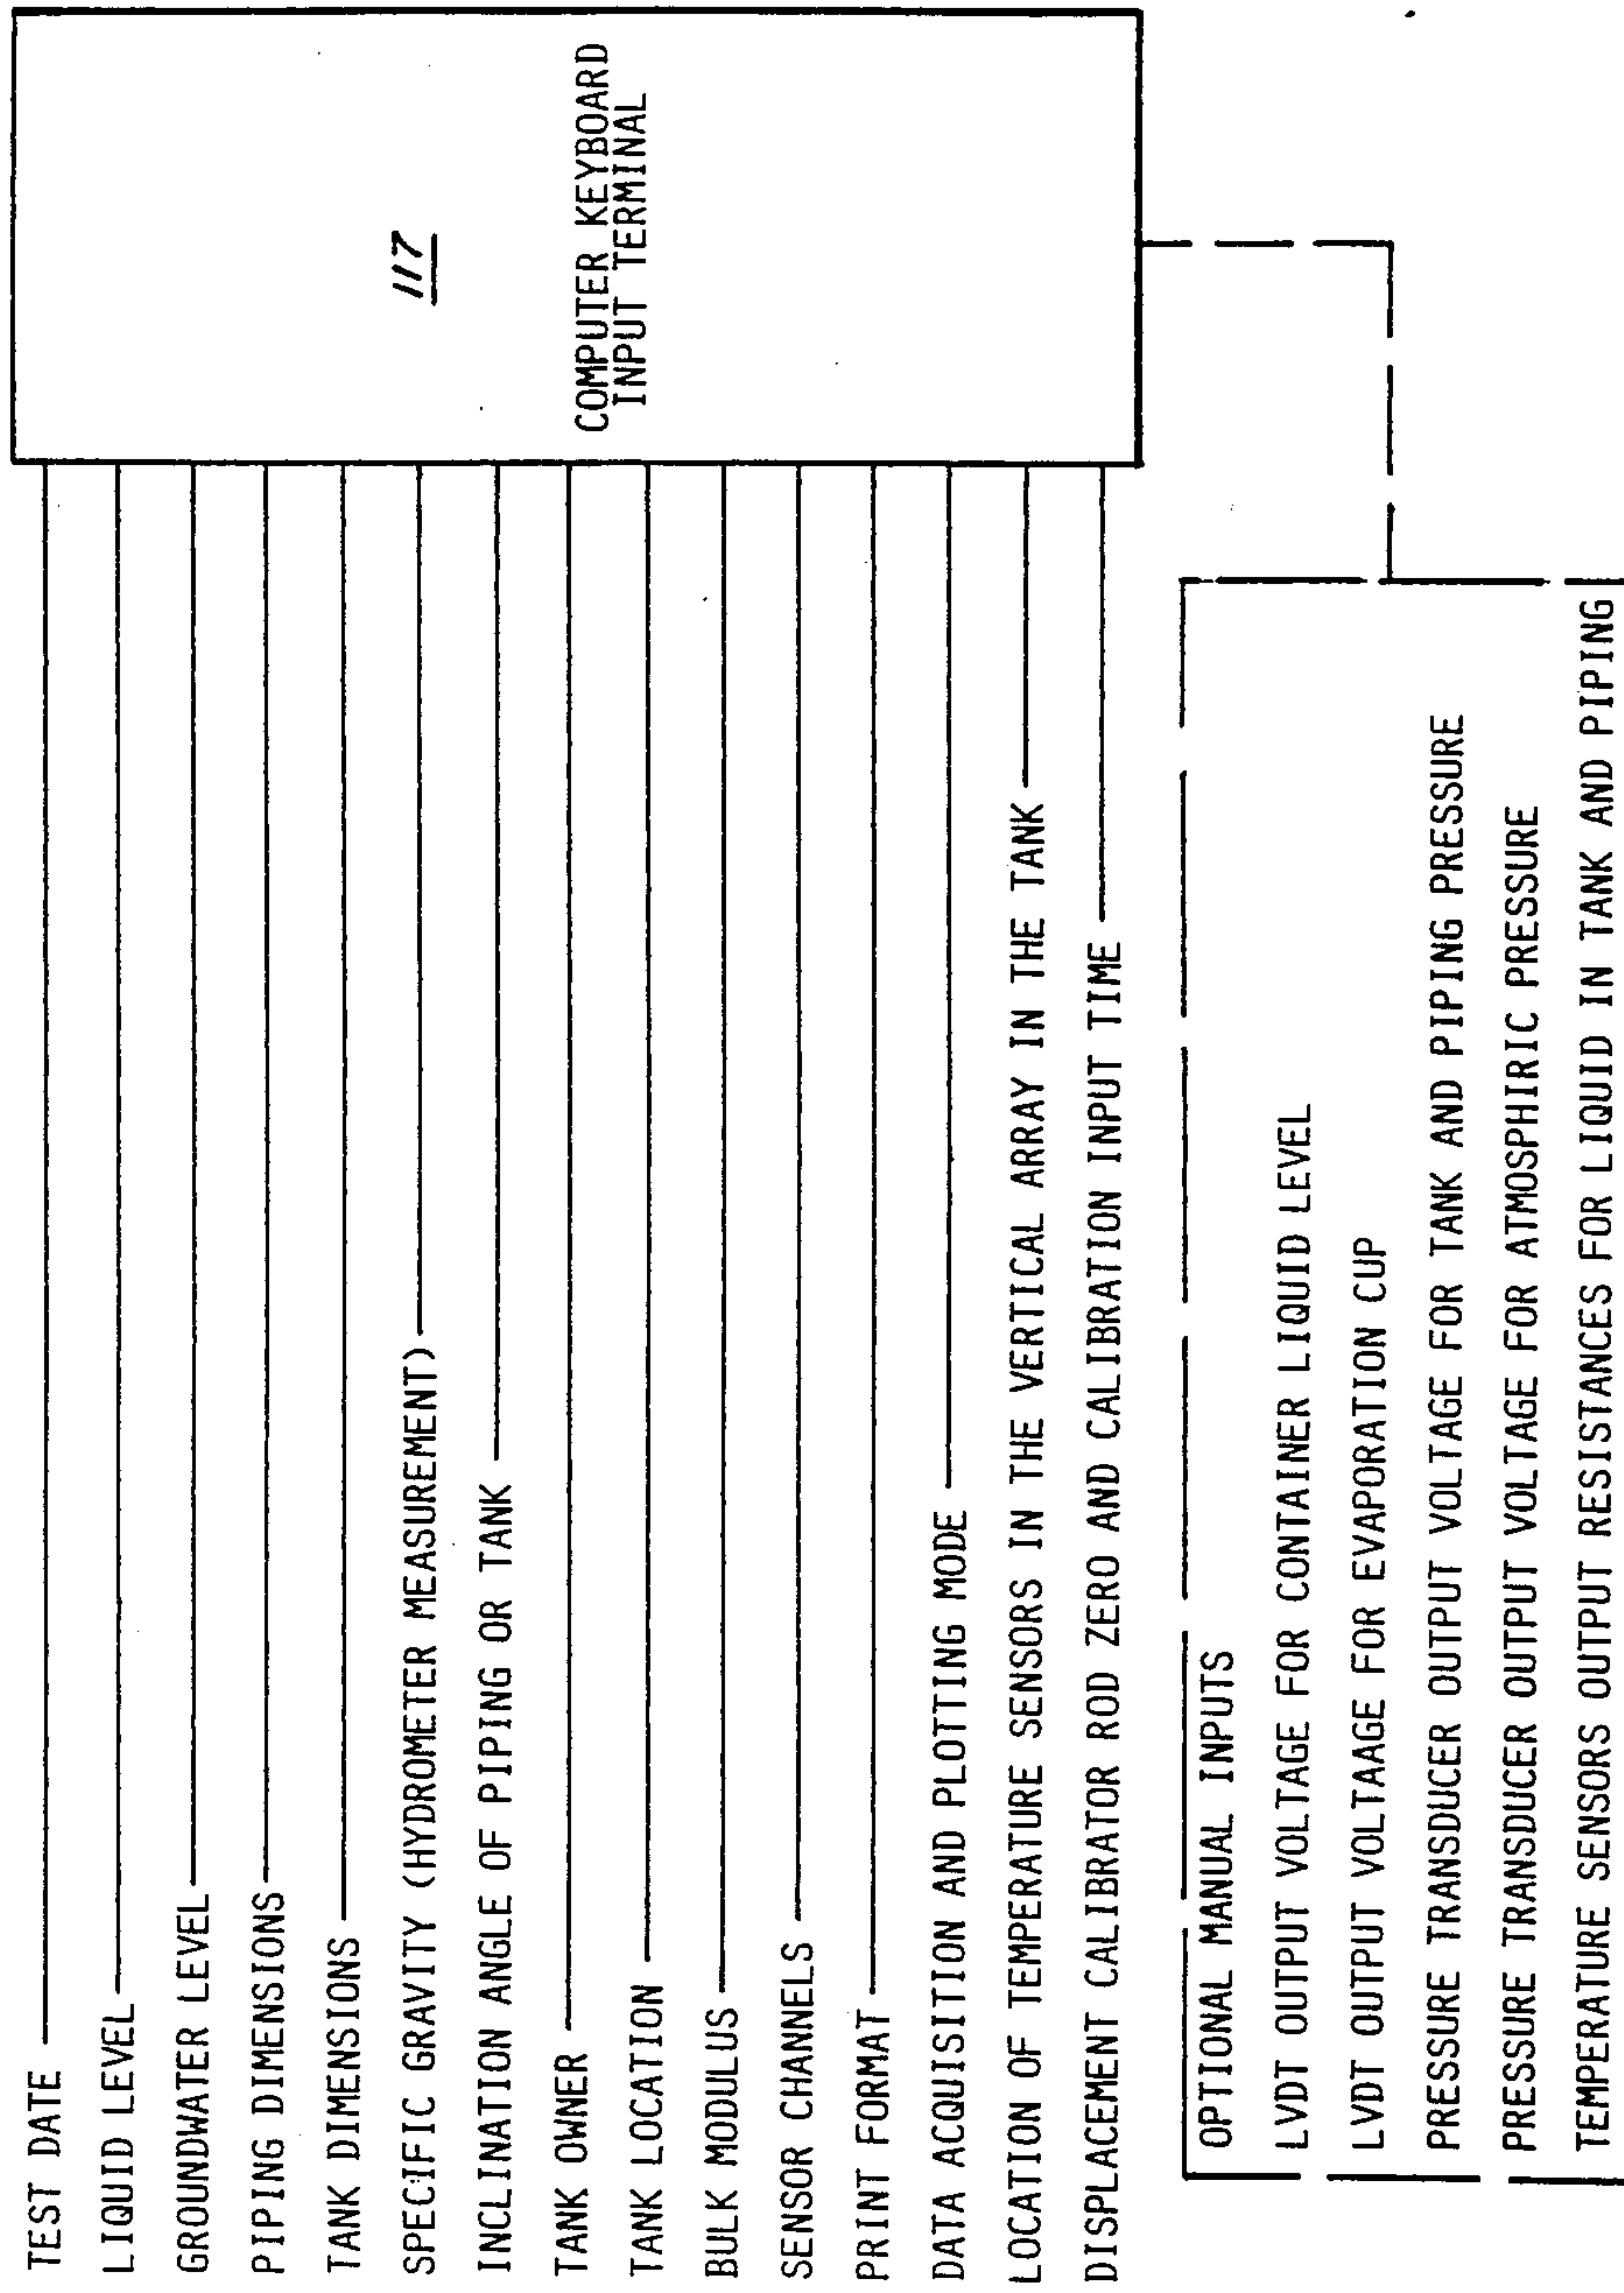 TEST DATE
LIQUID LEVEL
GROUNDWATER LEVEL
PIPING DIMENSIONS
TANK DIMENSIONS
SPECIFIC GRAVITY (HYDROMETER MEASUREMENT)
INCLINATION ANGLE OF PIPING OR TANK
TANK OWNER
TANK LOCATION
BULK MODULUS
SENSOR CHANNELS
PRINT FORMAT
DATA ACQUISITION AND PLOTTING MODE
LOCATION OF TEMPERATURE SENSORS IN THE VERTICAL ARRAY IN THE TANK
DISPLACEMENT CALIBRATOR ROD ZERO AND CALIBRATION INPUT TIME
117
COMPUTER KEYBOARD
INPUT TERMINAL
OPTIONAL MANUAL INPUTS
LVDT OUTPUT VOLTAGE FOR CONTAINER LIQUID LEVEL
LVDT OUTPUT VOLTAAGE FOR EVAPORATION CUP
PRESSURE TRANSDUCER OUTPUT VOLTAGE FOR TANK AND PIPING PRESSURE
PRESSURE TRANSDUCER OUTPUT VOLTAGE FOR ATMOSPHIRIC PRESSURE
TEMPERATURE SENSORS OUTPUT RESISTANCES FOR LIQUID IN TANK AND PIPING